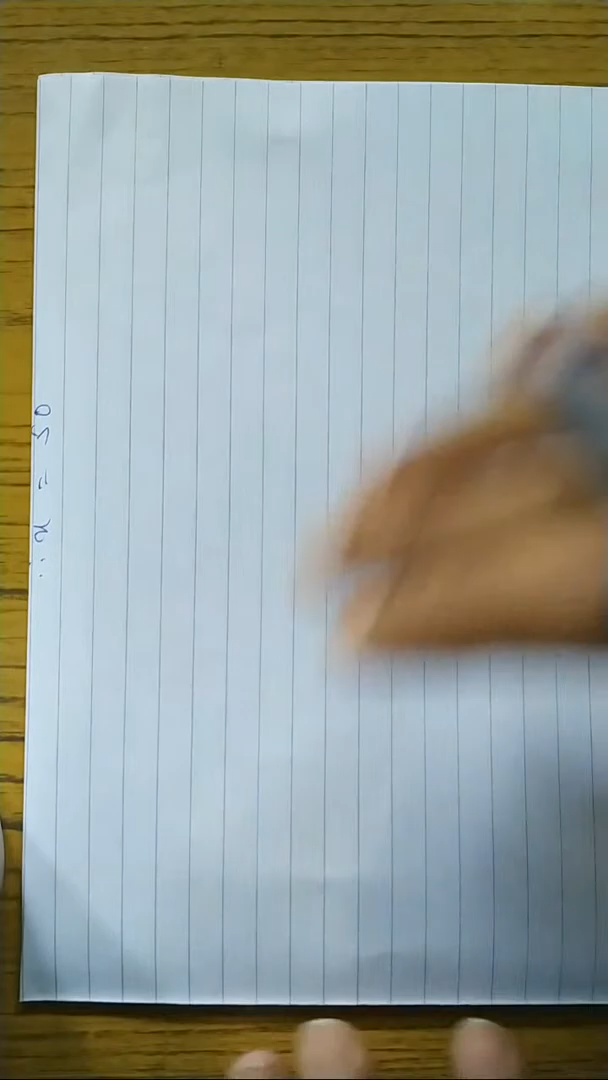 ∴ x = 50